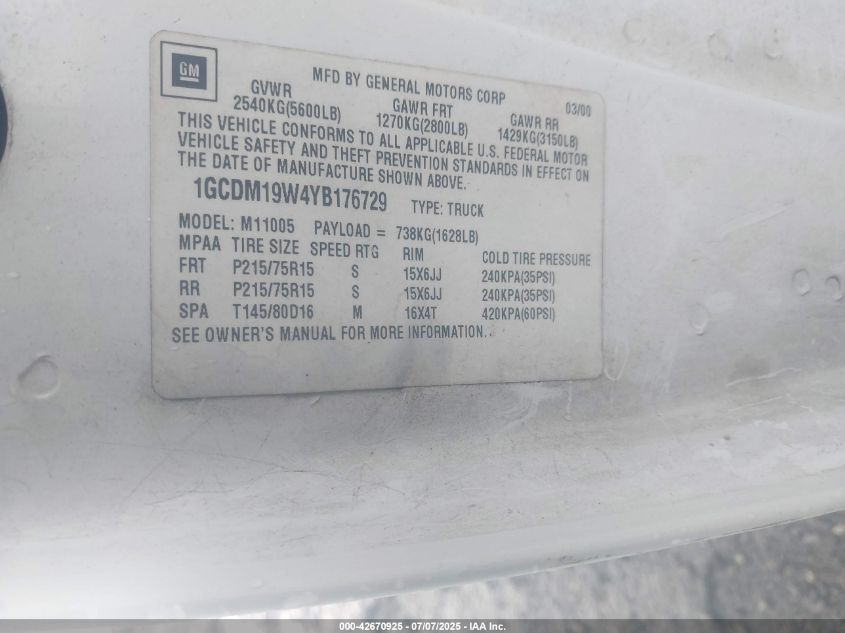 GM
MFD BY GENERAL MOTORS CORP 03/00
GVWR GAWR FRT GAWR RR
2540KG(5600LB) 1270KG(2800LB) 1429KG(3150LB)
THIS VEHICLE CONFORMS TO ALL APPLICABLE U.S. FEDERAL MOTOR
VEHICLE SAFETY AND THEFT PREVENTION STANDARDS IN EFFECT ON
THE DATE OF MANUFACTURE SHOWN ABOVE.
1GCDM19W4YB176729 TYPE: TRUCK
MODEL: M11005 PAYLOAD = 738KG(1628LB)
MPAA TIRE SIZE SPEED RTG RIM COLD TIRE PRESSURE
FRT P215/75R15 S 15X6JJ 240KPA(35PSI)
RR P215/75R15 S 15X6JJ 240KPA(35PSI)
SPA T145/80D16 M 16X4T 420KPA(60PSI)
SEE OWNER'S MANUAL FOR MORE INFORMATION.
000-42670925 - 07/07/2025 - IAA Inc.